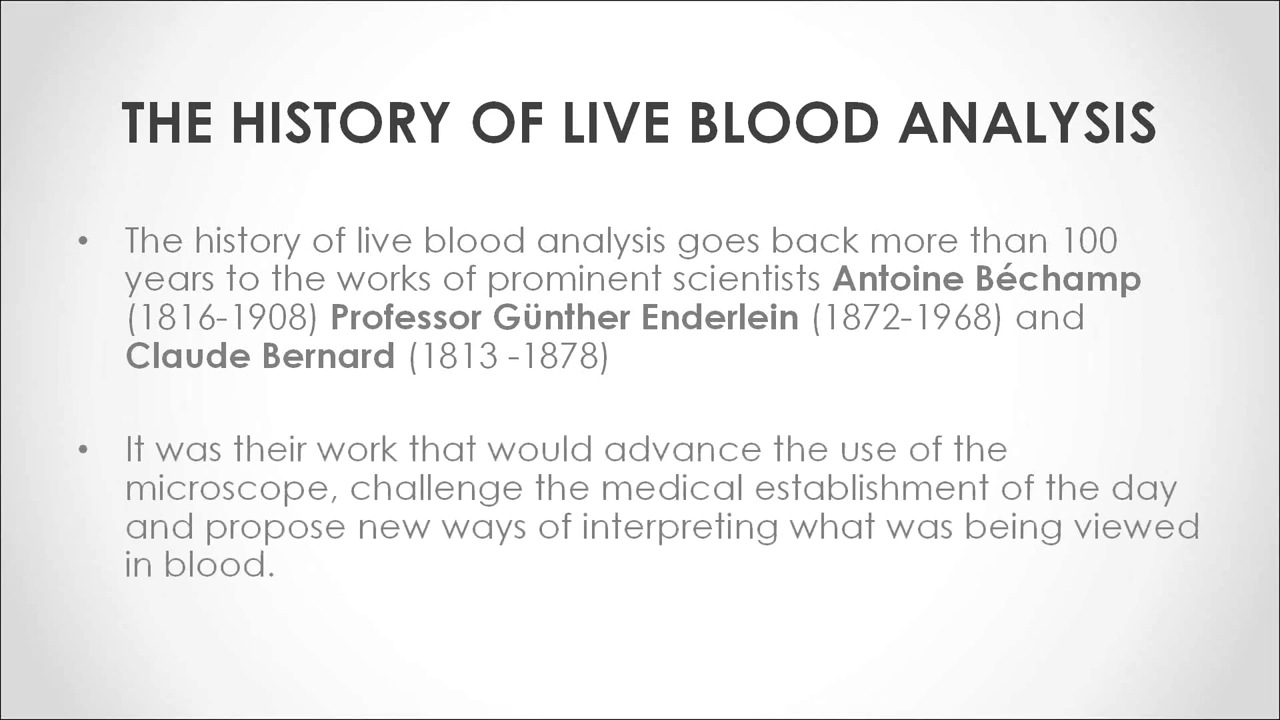 THE HISTORY OF LIVE BLOOD ANALYSIS
• The history of live blood analysis goes back more than 100
years to the works of prominent scientists Antoine Béchamp
(1816-1908) Professor Günther Enderlein (1872-1968) and
Claude Bernard (1813 -1878)
• It was their work that would advance the use of the
microscope, challenge the medical establishment of the day
and propose new ways of interpreting what was being viewed
in blood.